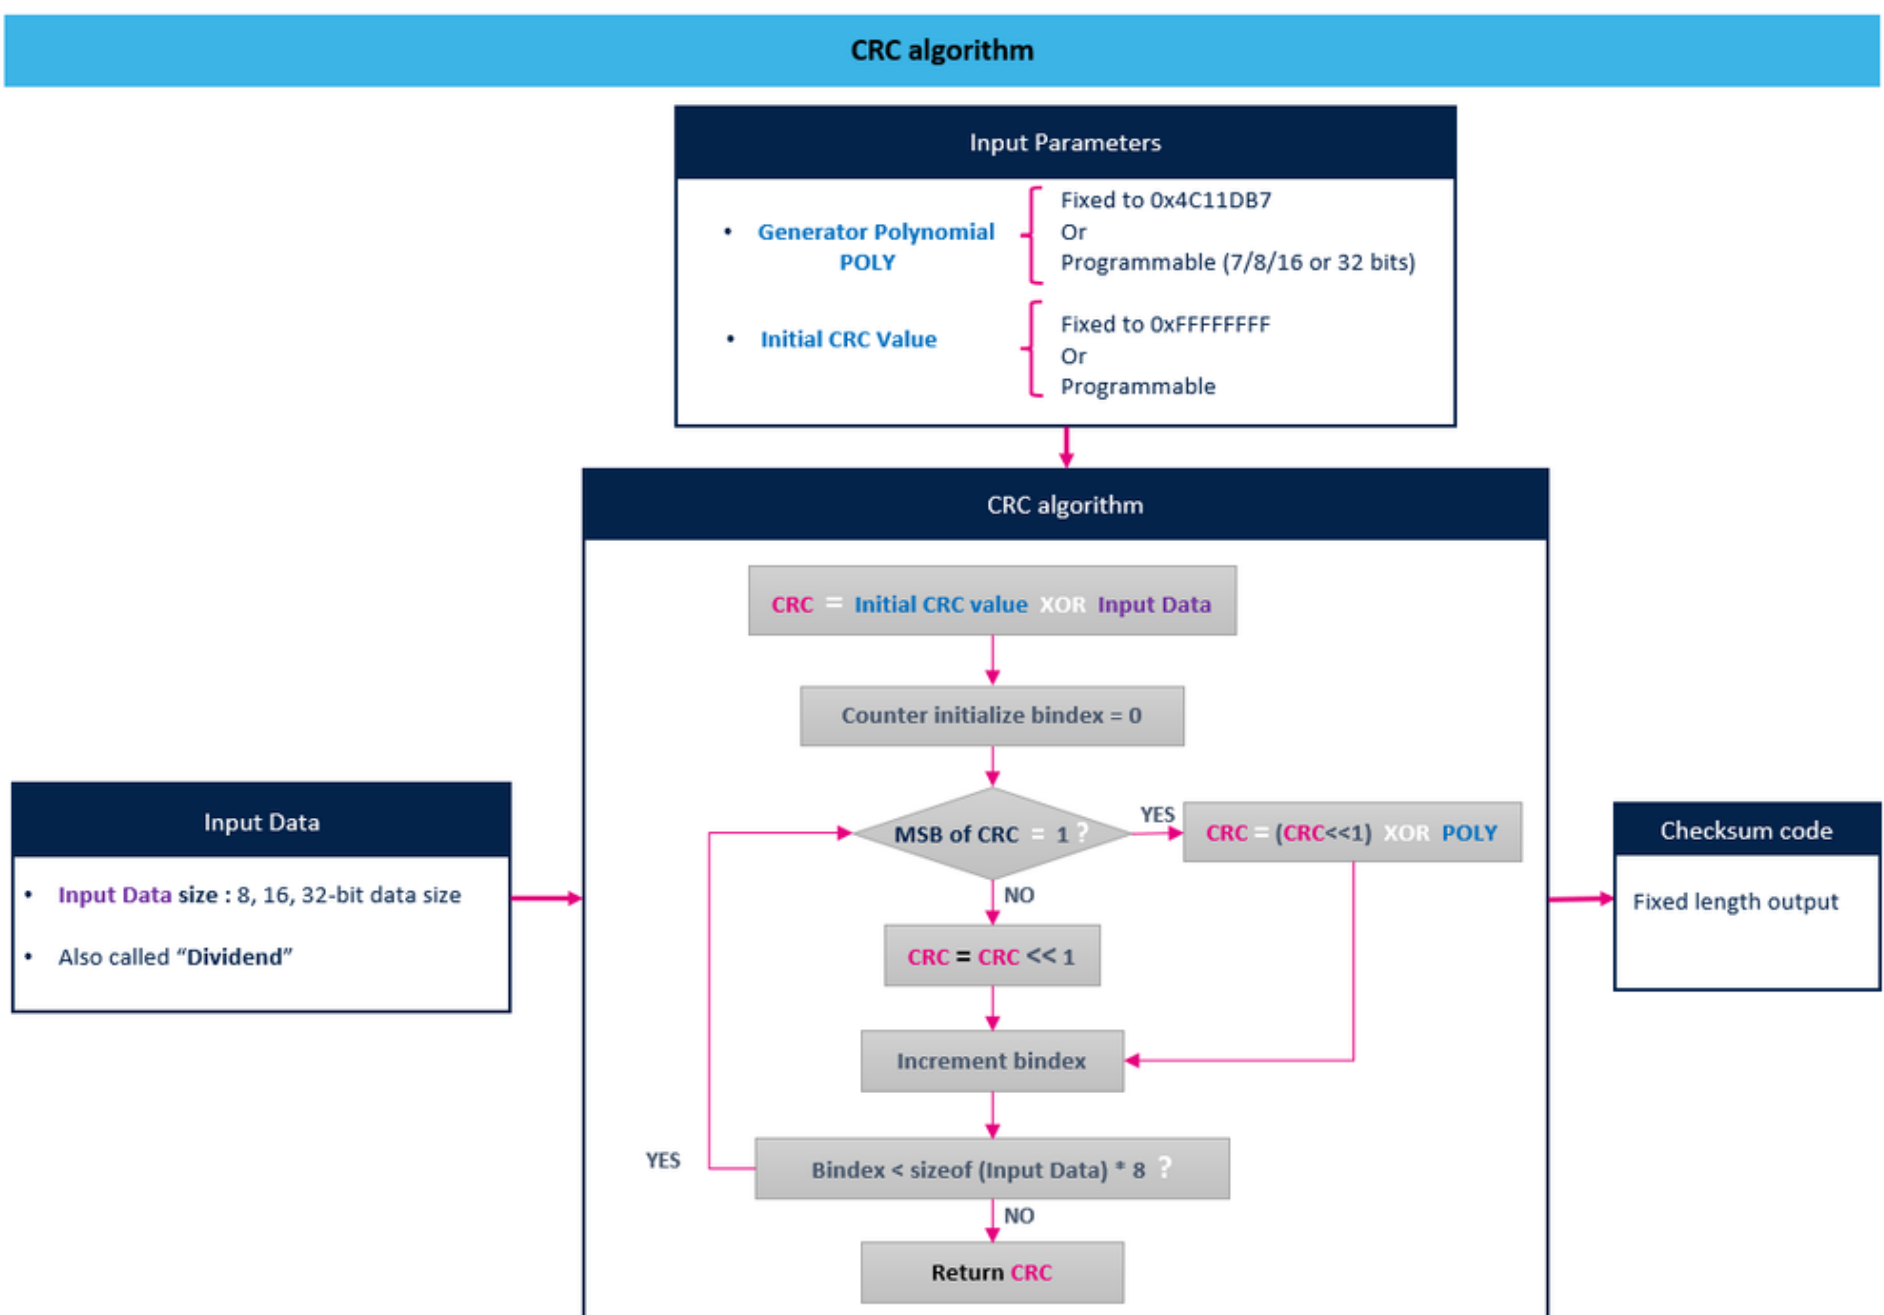 CRC algorithm
Input Parameters
• Generator Polynomial
POLY
Fixed to 0x4C11DB7
Or
Programmable (7/8/16 or 32 bits)
• Initial CRC Value
Fixed to 0xFFFFFFFF
Or
Programmable
CRC algorithm
CRC = Initial CRC value XOR Input Data
Counter initialize bindex = 0
MSB of CRC = 1 ?
YES
CRC = (CRC<<1) XOR POLY
NO
CRC = CRC << 1
Increment bindex
YES
Bindex < sizeof (Input Data) * 8 ?
NO
Return CRC
Input Data
• Input Data size : 8, 16, 32-bit data size
• Also called “Dividend”
Checksum code
Fixed length output